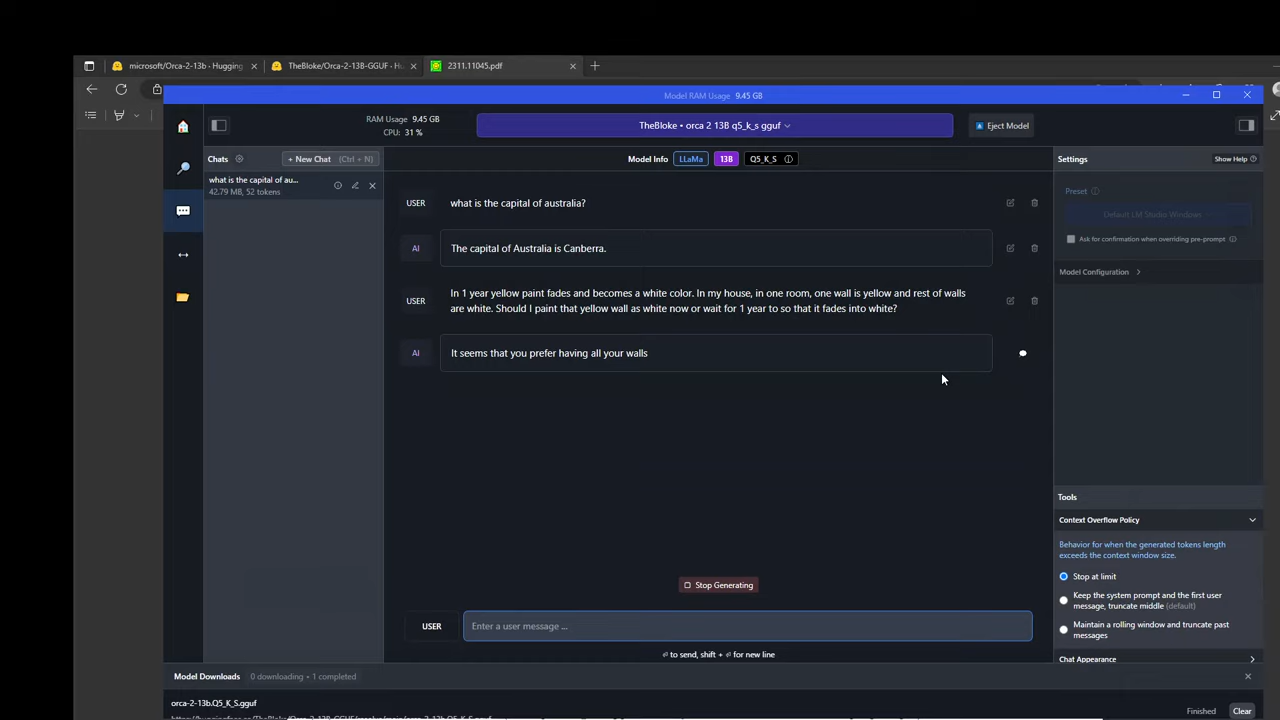 microsoft/Orca-2-13b · Hugging
TheBloke/Orca-2-13B-GGUF · Hu
2311.11045.pdf
Model RAM Usage 9.45 GB
RAM Usage 9.45 GB
CPU: 31 %
TheBloke • orca 2 13B q5_k_s gguf
Eject Model
Chats
+ New Chat (Ctrl + N)
Model Info LLaMa 13B Q5_K_S
Settings
Show Help
what is the capital of au...
42.79 MB, 52 tokens
Preset
Default LM Studio Windows
Ask for confirmation when overriding pre-prompt
Model Configuration
USER
what is the capital of australia?
AI
The capital of Australia is Canberra.
USER
In 1 year yellow paint fades and becomes a white color. In my house, in one room, one wall is yellow and rest of walls
are white. Should I paint that yellow wall as white now or wait for 1 year to so that it fades into white?
AI
It seems that you prefer having all your walls
Tools
Context Overflow Policy
Behavior for when the generated tokens length
exceeds the context window size.
Stop at limit
Keep the system prompt and the first user
message, truncate middle (default)
Maintain a rolling window and truncate past
messages
Chat Appearance
Stop Generating
USER
Enter a user message ...
⏎ to send, shift + ⏎ for new line
Model Downloads 0 downloading • 1 completed
orca-2-13b.Q5_K_S.gguf
Finished
Clear